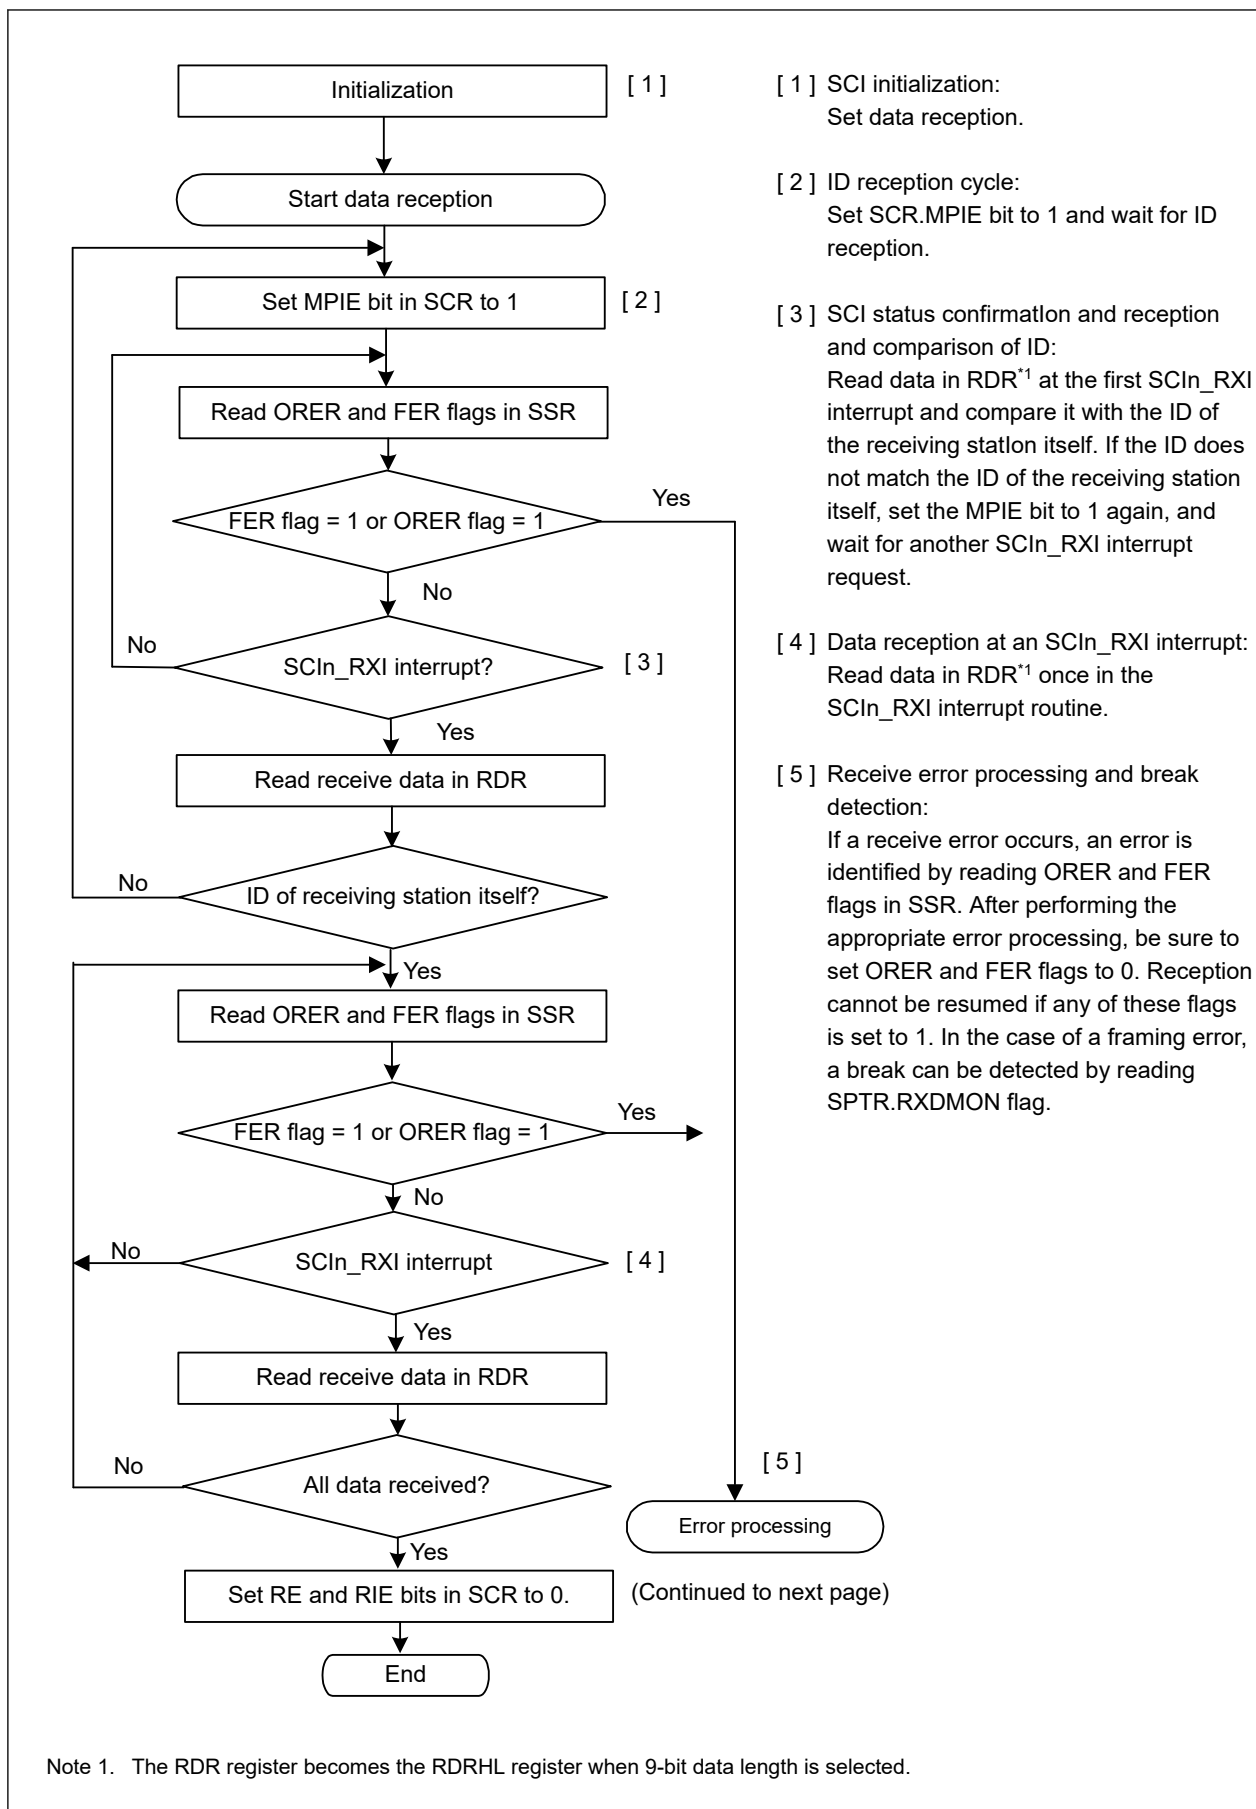 Initialization
[ 1 ]
Start data reception
Set MPIE bit in SCR to 1
[ 2 ]
Read ORER and FER flags in SSR
FER flag = 1 or ORER flag = 1
Yes
No
SCIn_RXI interrupt?
No
[ 3 ]
Yes
Read receive data in RDR
ID of receiving station itself?
No
Yes
Read ORER and FER flags in SSR
FER flag = 1 or ORER flag = 1
Yes
No
SCIn_RXI interrupt
No
[ 4 ]
Yes
Read receive data in RDR
All data received?
No
[ 5 ]
Error processing
Yes
Set RE and RIE bits in SCR to 0.
(Continued to next page)
End
[ 1 ] SCI initialization:
Set data reception.
[ 2 ] ID reception cycle:
Set SCR.MPIE bit to 1 and wait for ID
reception.
[ 3 ] SCI status confirmatIon and reception
and comparison of ID:
Read data in RDR*1 at the first SCIn_RXI
interrupt and compare it with the ID of
the receiving statIon itself. If the ID does
not match the ID of the receiving station
itself, set the MPIE bit to 1 again, and
wait for another SCIn_RXI interrupt
request.
[ 4 ] Data reception at an SCIn_RXI interrupt:
Read data in RDR*1 once in the
SCIn_RXI interrupt routine.
[ 5 ] Receive error processing and break
detection:
If a receive error occurs, an error is
identified by reading ORER and FER
flags in SSR. After performing the
appropriate error processing, be sure to
set ORER and FER flags to 0. Reception
cannot be resumed if any of these flags
is set to 1. In the case of a framing error,
a break can be detected by reading
SPTR.RXDMON flag.
Note 1. The RDR register becomes the RDRHL register when 9-bit data length is selected.